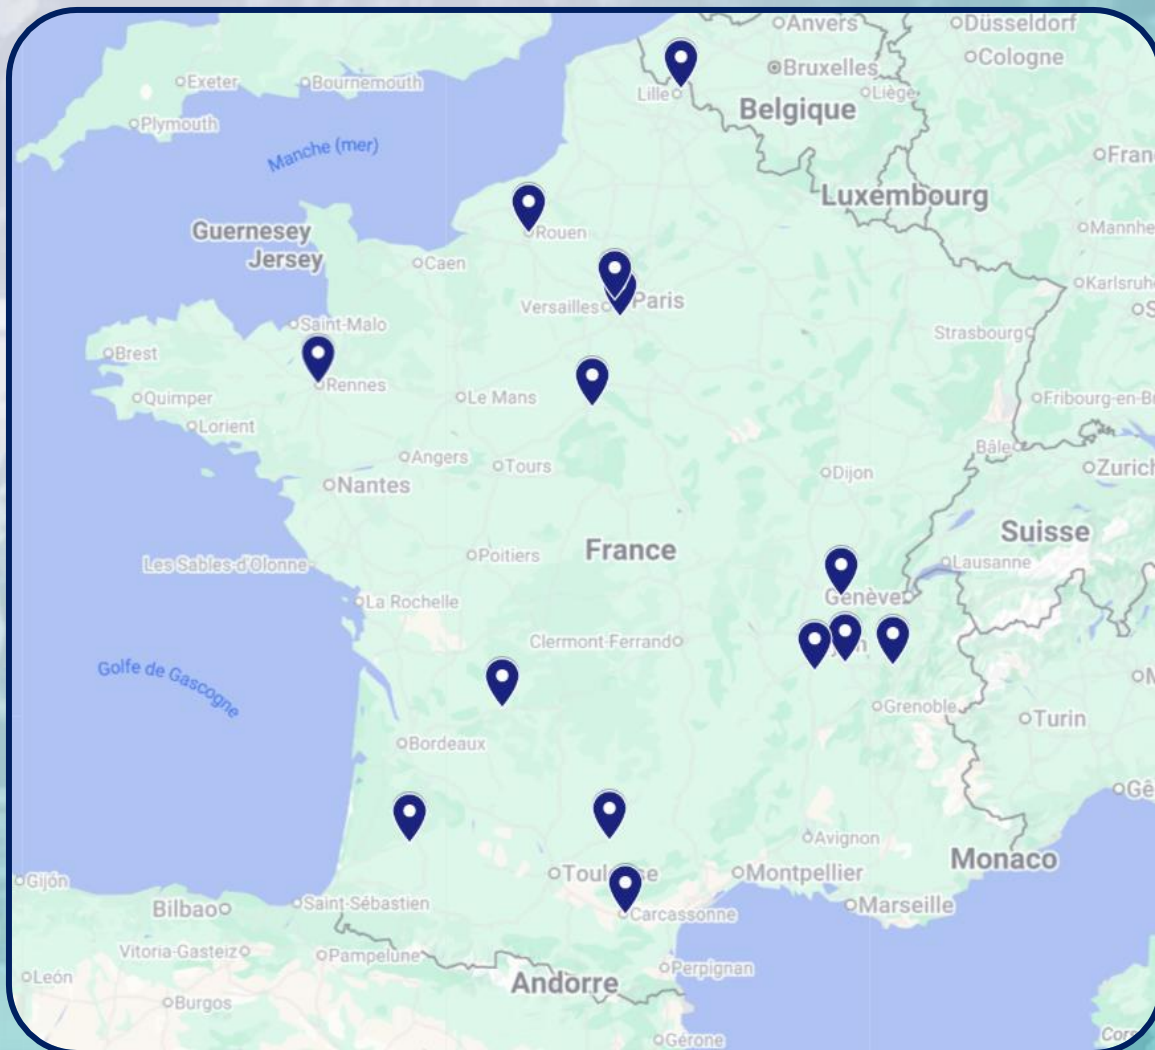 Anvers
Düsseldorf
Bruxelles
Cologne
Exeter
Bournemouth
Lille
Liège
Plymouth
Belgique
Manche (mer)
Luxembourg
Guernesey
Jersey
Rouen
Caen
Versailles
Paris
Saint-Malo
Strasbourg
Brest
Rennes
Quimper
Le Mans
Lorient
Angers
Tours
Bâle
Dijon
Zurich
Nantes
Suisse
Les Sables-d'Olonne
Poitiers
France
Lausanne
Genève
La Rochelle
Clermont-Ferrand
Golfe de Gascogne
Grenoble
Turin
Bordeaux
Avignon
Monaco
Montpellier
Gijón
Bilbao
Saint-Sébastien
Marseille
Carcassonne
Vitoria-Gasteiz
Pampelune
Perpignan
León
Andorre
Burgos
Gérone